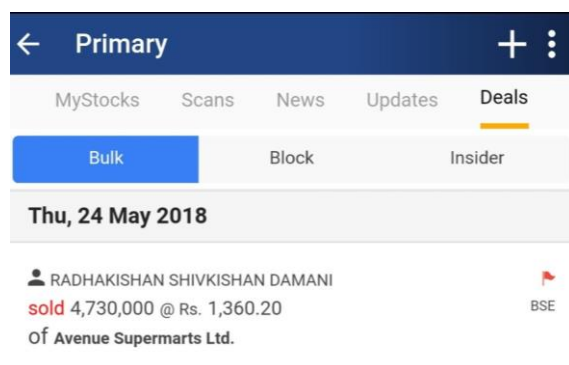 Primary
MyStocks Scans News Updates Deals
Bulk Block Insider
Thu, 24 May 2018
RADHAKISHAN SHIVKISHAN DAMANI
sold 4,730,000 @ Rs. 1,360.20 BSE
of Avenue Supermarts Ltd.